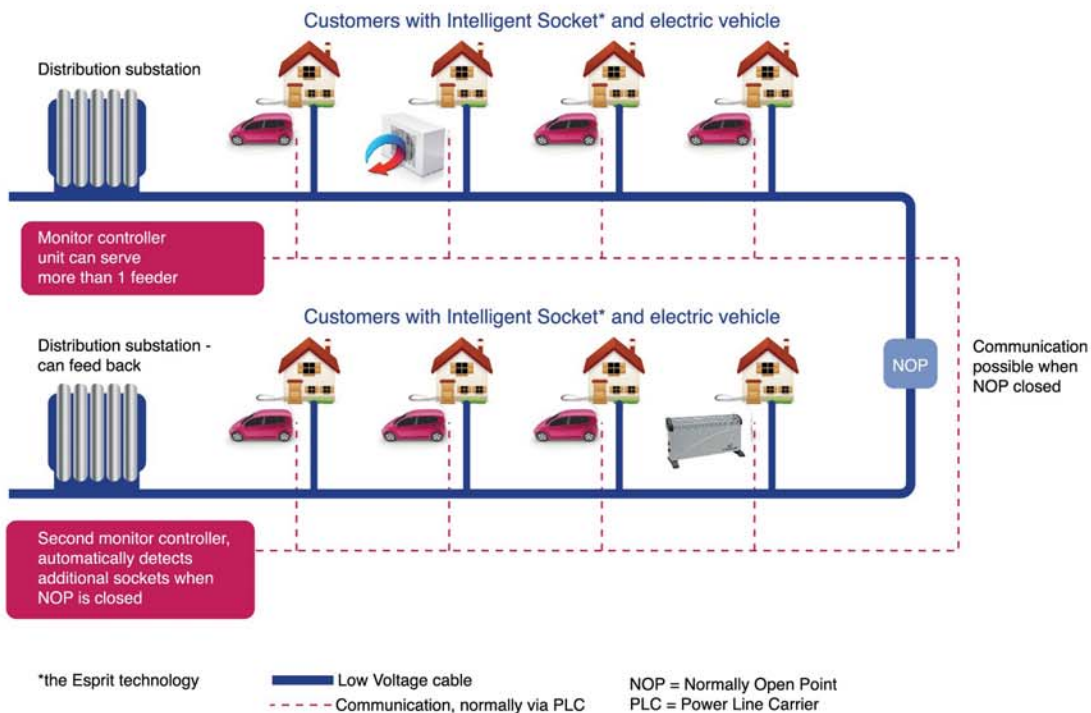 Customers with Intelligent Socket* and electric vehicle
Distribution substation
Monitor controller
unit can serve
more than 1 feeder
Customers with Intelligent Socket* and electric vehicle
Distribution substation -
can feed back
NOP
Communication
possible when
NOP closed
Second monitor controller,
automatically detects
additional sockets when
NOP is closed
*the Esprit technology
Low Voltage cable
Communication, normally via PLC
NOP = Normally Open Point
PLC = Power Line Carrier